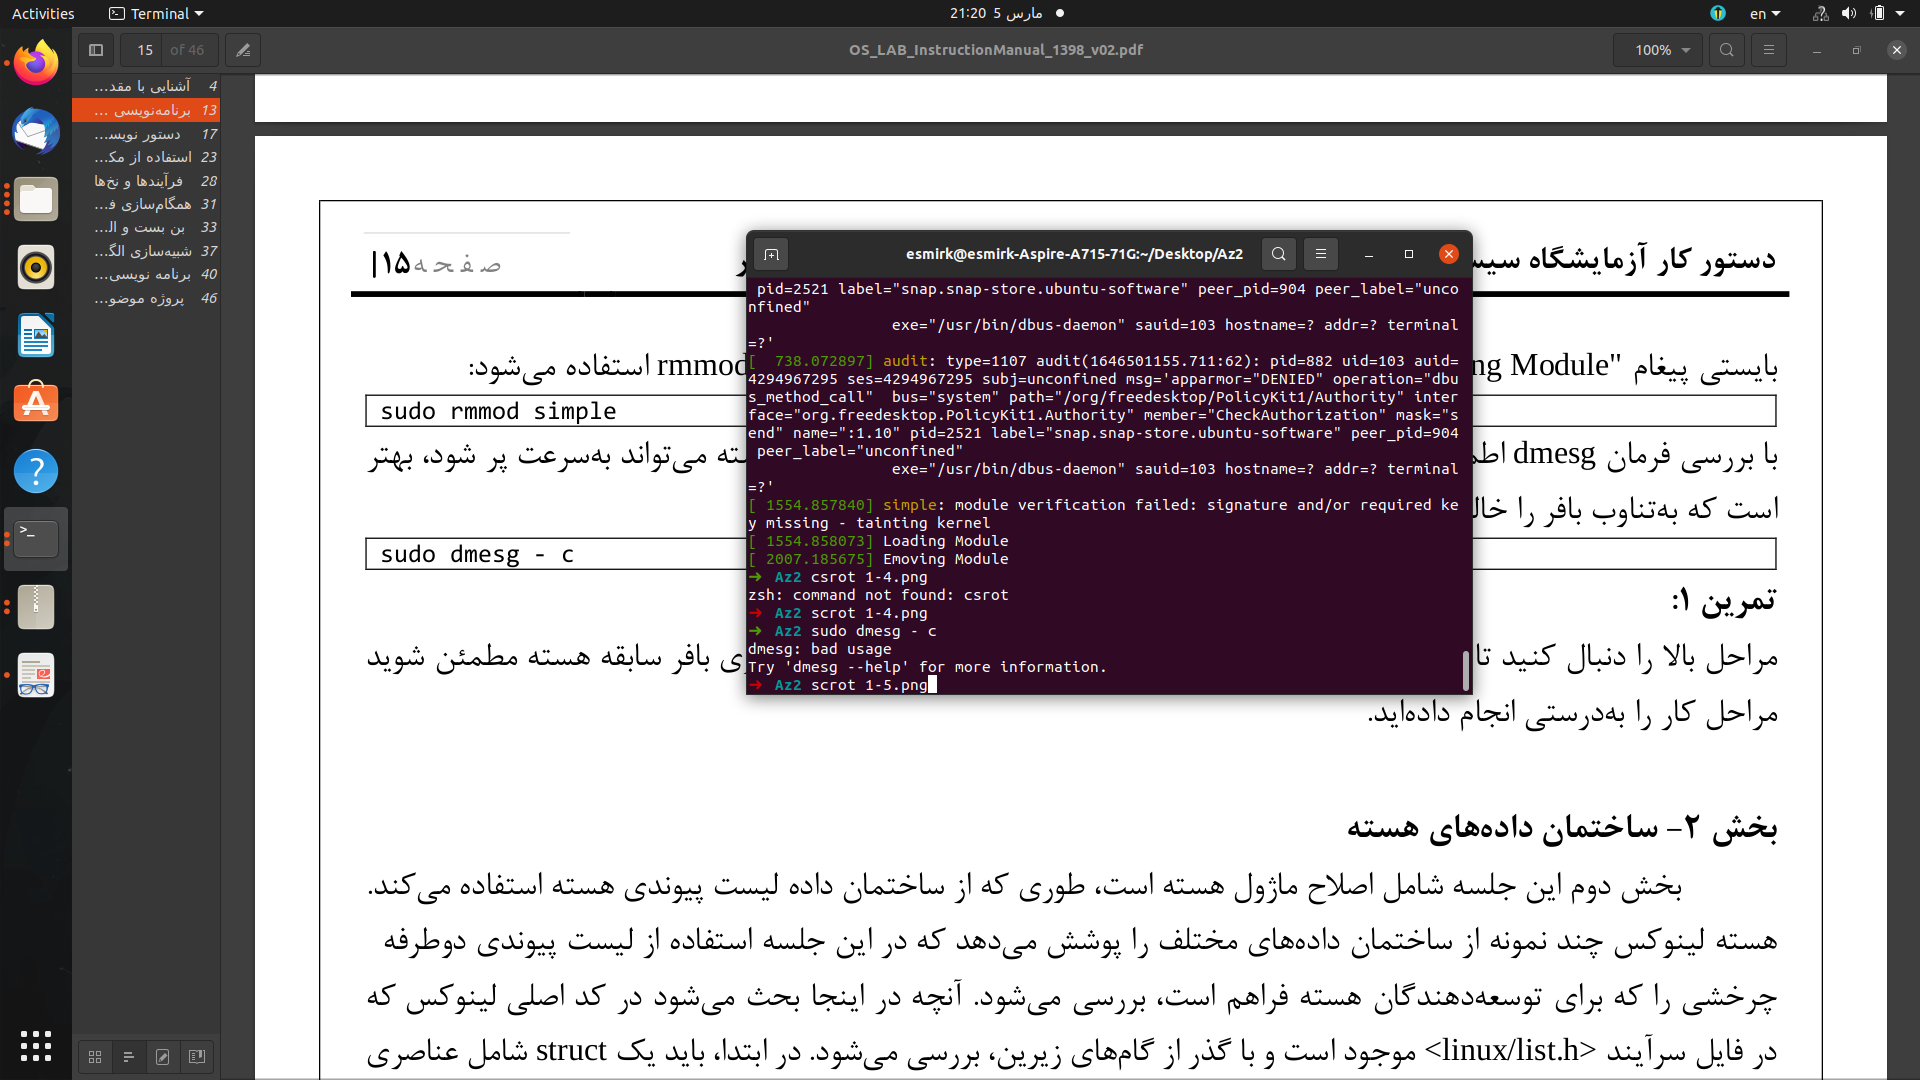 Activities
Terminal
21:20 5 مارس
en
15 of 46
OS_LAB_InstructionManual_1398_v02.pdf
100%
آشنایی با مقد... 4
برنامه‌نویسی ... 13
دستور نویس... 17
استفاده از مک... 23
فرآیندها و نخ‌ها 28
همگام‌سازی ف... 31
بن بست و ال... 33
شبیه‌سازی الگ... 37
برنامه نویسی... 40
پروژه موضو... 46
دستور کار آزمایشگاه سیس
صفحه ۱۵|
بایستی پیغام "ng Module
rmmod استفاده می‌شود:
sudo rmmod simple
با بررسی فرمان dmesg اطم
سته می‌تواند به‌سرعت پر شود، بهتر
است که به‌تناوب بافر را خال
sudo dmesg - c
تمرین ۱:
مراحل بالا را دنبال کنید تا
ی بافر سابقه هسته مطمئن شوید
مراحل کار را به‌درستی انجام داده‌اید.
بخش ۲- ساختمان داده‌های هسته
بخش دوم این جلسه شامل اصلاح ماژول هسته است، طوری که از ساختمان داده لیست پیوندی هسته استفاده می‌کند.
هسته لینوکس چند نمونه از ساختمان داده‌های مختلف را پوشش می‌دهد که در این جلسه استفاده از لیست پیوندی دوطرفه
چرخشی را که برای توسعه‌دهندگان هسته فراهم است، بررسی می‌شود. آنچه در اینجا بحث می‌شود در کد اصلی لینوکس که
در فایل سرآیند <linux/list.h> موجود است و با گذر از گام‌های زیرین، بررسی می‌شود. در ابتدا، باید یک struct شامل عناصری
esmirk@esmirk-Aspire-A715-71G:~/Desktop/Az2
pid=2521 label="snap.snap-store.ubuntu-software" peer_pid=904 peer_label="unco
nfined"
exe="/usr/bin/dbus-daemon" sauid=103 hostname=? addr=? terminal
=?'
[  738.072897] audit: type=1107 audit(1646501155.711:62): pid=882 uid=103 auid=
4294967295 ses=4294967295 subj=unconfined msg='apparmor="DENIED" operation="dbu
s_method_call"  bus="system" path="/org/freedesktop/PolicyKit1/Authority" inter
face="org.freedesktop.PolicyKit1.Authority" member="CheckAuthorization" mask="s
end" name=":1.10" pid=2521 label="snap.snap-store.ubuntu-software" peer_pid=904
peer_label="unconfined"
exe="/usr/bin/dbus-daemon" sauid=103 hostname=? addr=? terminal
=?'
[ 1554.857840] simple: module verification failed: signature and/or required ke
y missing - tainting kernel
[ 1554.858073] Loading Module
[ 2007.185675] Emoving Module
➜  Az2 csrot 1-4.png
zsh: command not found: csrot
➜  Az2 scrot 1-4.png
➜  Az2 sudo dmesg - c
dmesg: bad usage
Try 'dmesg --help' for more information.
➜  Az2 scrot 1-5.png